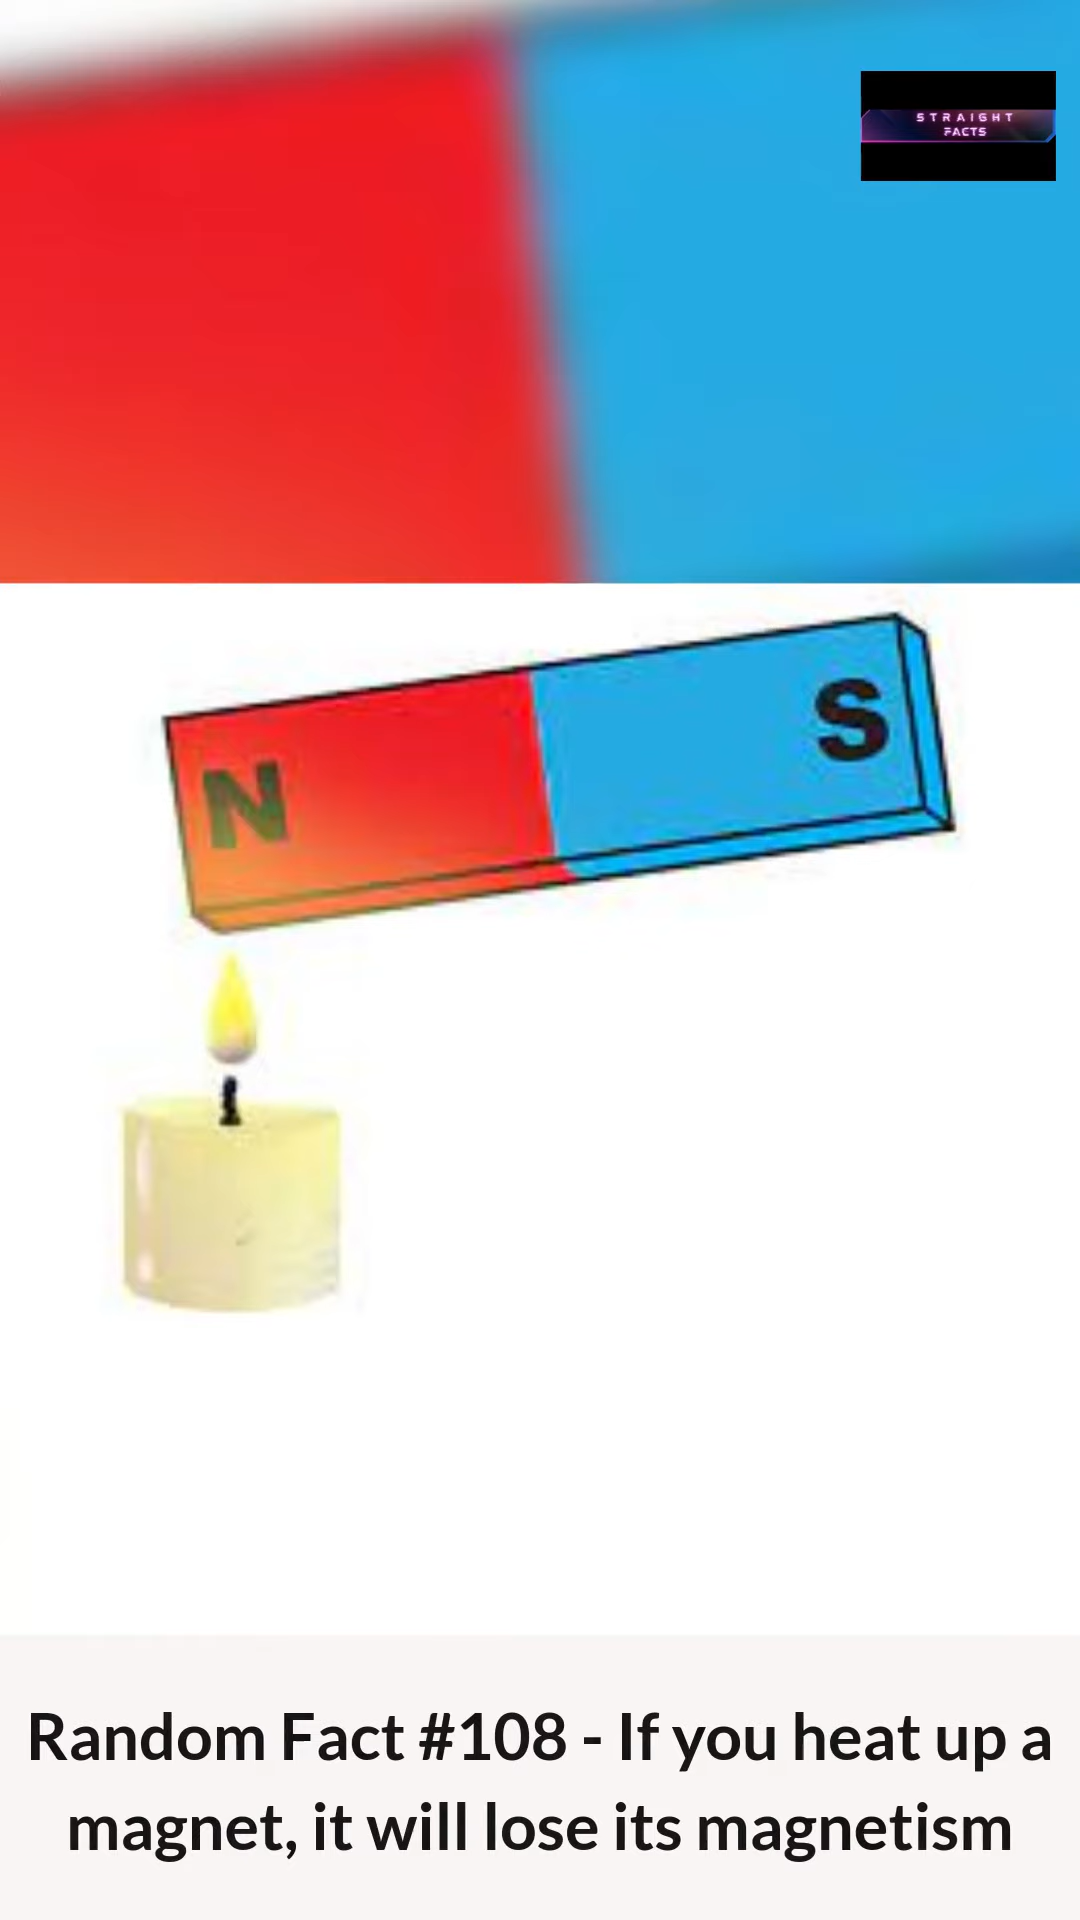 STRAIGHT
FACTS
N
S
Random Fact #108 - If you heat up a
magnet, it will lose its magnetism